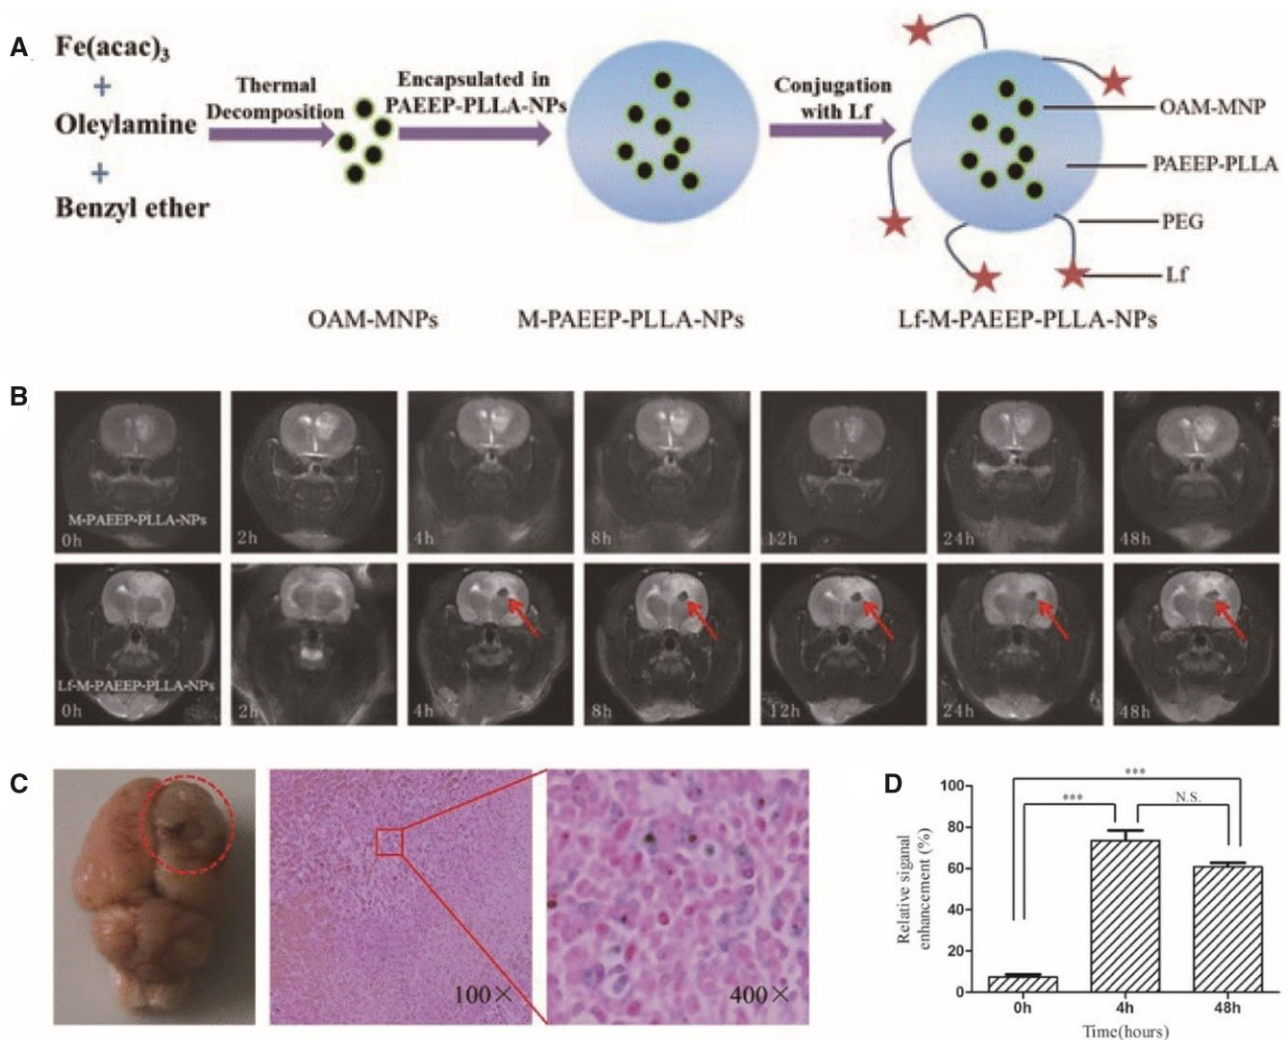 A
Fe(acac)3
+
Oleylamine
+
Benzyl ether
Thermal
Decomposition
Encapsulated in
PAEEP-PLLA-NPs
Conjugation
with Lf
OAM-MNP
PAEEP-PLLA
PEG
Lf
OAM-MNPs
M-PAEEP-PLLA-NPs
Lf-M-PAEEP-PLLA-NPs
B
M-PAEEP-PLLA-NPs
0h
2h
4h
8h
12h
24h
48h
Lf-M-PAEEP-PLLA-NPs
0h
2h
4h
8h
12h
24h
48h
C
100×
400×
D
Relative siganal
enhancement (%)
100
80
60
40
20
0
***
***
N.S.
0h
4h
48h
Time(hours)